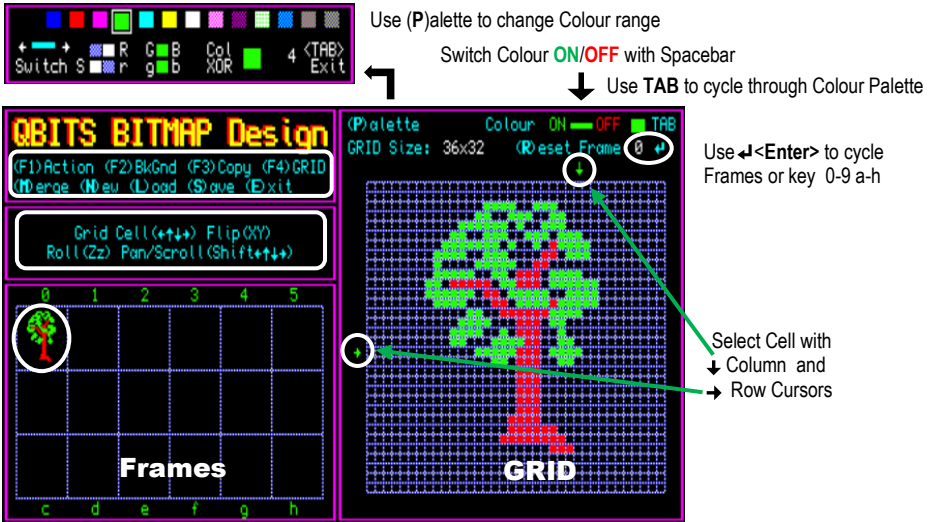 Use (P)alette to change Colour range
R G B Col 4 <TAB>
Switch S r g b XOR Exit
Switch Colour ON/OFF with Spacebar
Use TAB to cycle through Colour Palette
QBITS BITMAP Design
(F1)Action (F2)BkGnd (F3)Copy (F4)GRID
(M)erge (N)ew (L)oad (S)ave (E)xit
(P)alette Colour ON OFF TAB
GRID Size: 36x32 (R)eset Frame 0 ↵
Use ↵<Enter> to cycle
Frames or key 0-9 a-h
Grid Cell(←↑↓→) Flip(XY)
Roll(Zz) Pan/Scroll(Shift←↑↓→)
0 1 2 3 4 5
Select Cell with
↓ Column and
→ Row Cursors
Frames
GRID
c d e f g h